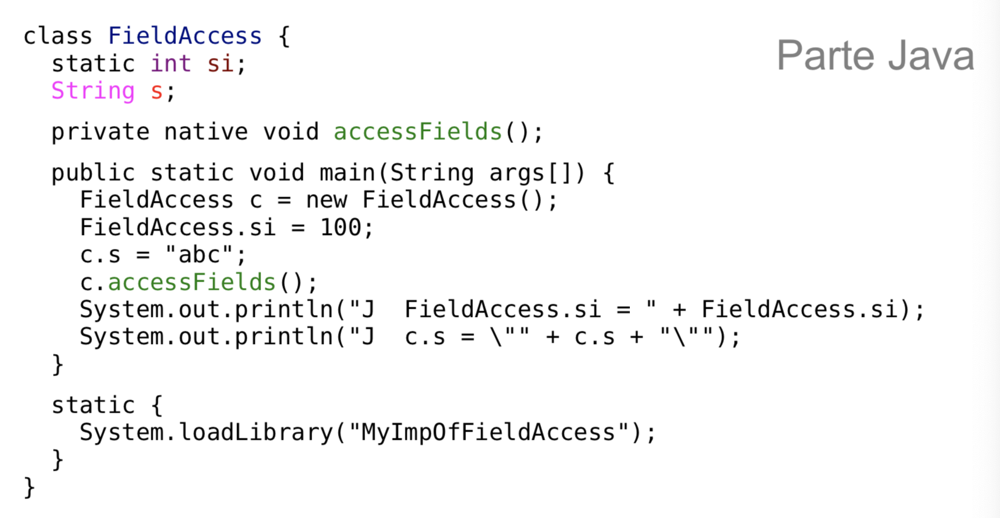 class FieldAccess {
Parte Java
  static int si;
  String s;
  private native void accessFields();
  public static void main(String args[]) {
    FieldAccess c = new FieldAccess();
    FieldAccess.si = 100;
    c.s = "abc";
    c.accessFields();
    System.out.println("J  FieldAccess.si = " + FieldAccess.si);
    System.out.println("J  c.s = \"" + c.s + "\"");
  }
  static {
    System.loadLibrary("MyImpOfFieldAccess");
  }
}